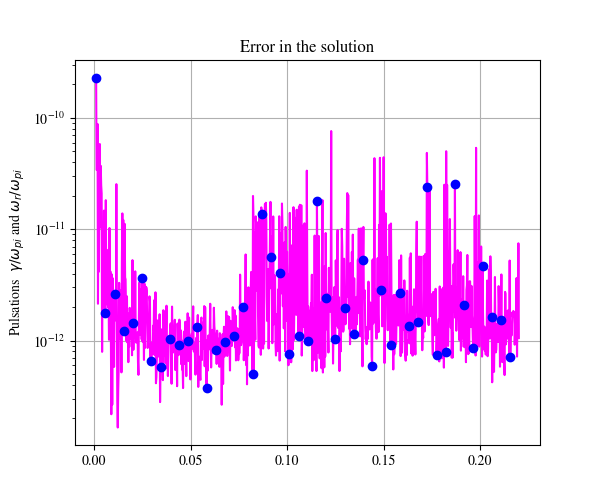 Error in the solution
Pulsations γ/ω_{pi} and ω_r/ω_{pi}
10^{-10}
10^{-11}
10^{-12}
0.00 0.05 0.10 0.15 0.20